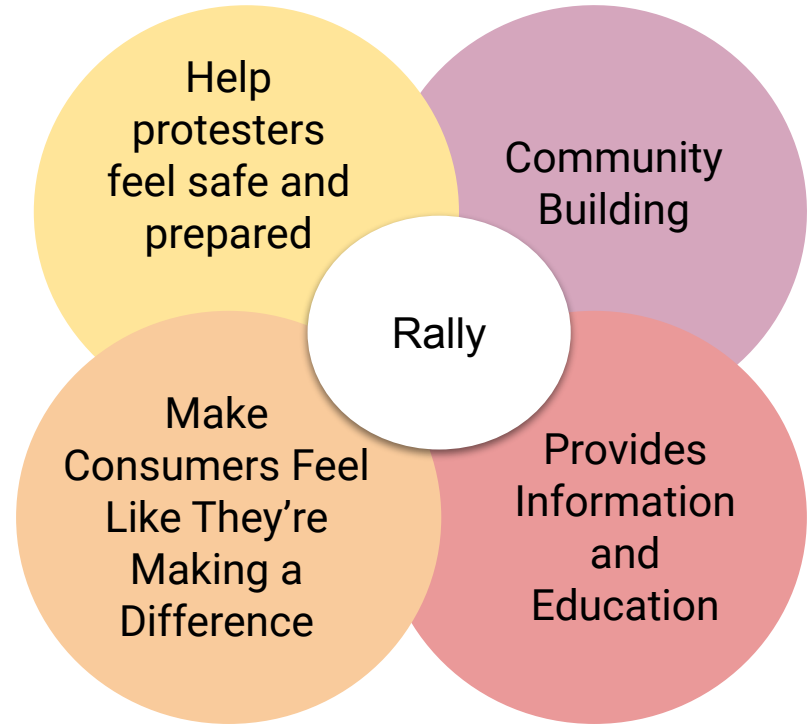 Help
protesters
feel safe and
prepared
Community
Building
Rally
Make
Consumers Feel
Like They’re
Making a
Difference
Provides
Information
and
Education